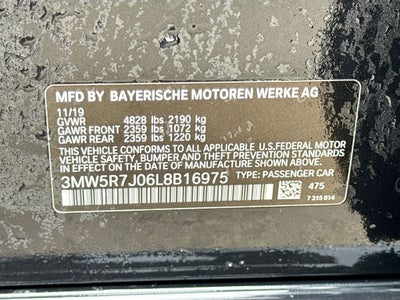 MFD BY BAYERISCHE MOTOREN WERKE AG
11/19
GVWR 4828 lbs 2190 kg
GAWR FRONT 2359 lbs 1072 kg
GAWR REAR 2359 lbs 1220 kg
THIS VEHICLE CONFORMS TO ALL APPLICABLE U.S.FEDERAL MOTOR
VEHICLE SAFETY, BUMPER, AND THEFT PREVENTION STANDARDS
IN EFFECT ON THE DATE OF MANUFACTURE SHOWN ABOVE
3MW5R7J06L8B16975 TYPE: PASSENGER CAR
475
7 315 814